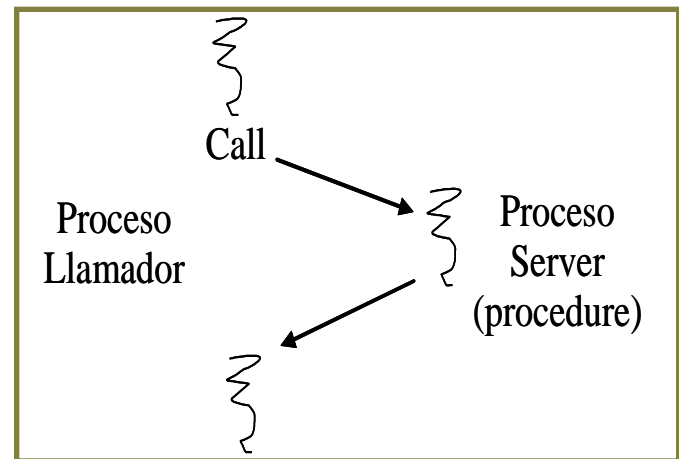 Call
Proceso
Llamador
Proceso
Server
(procedure)